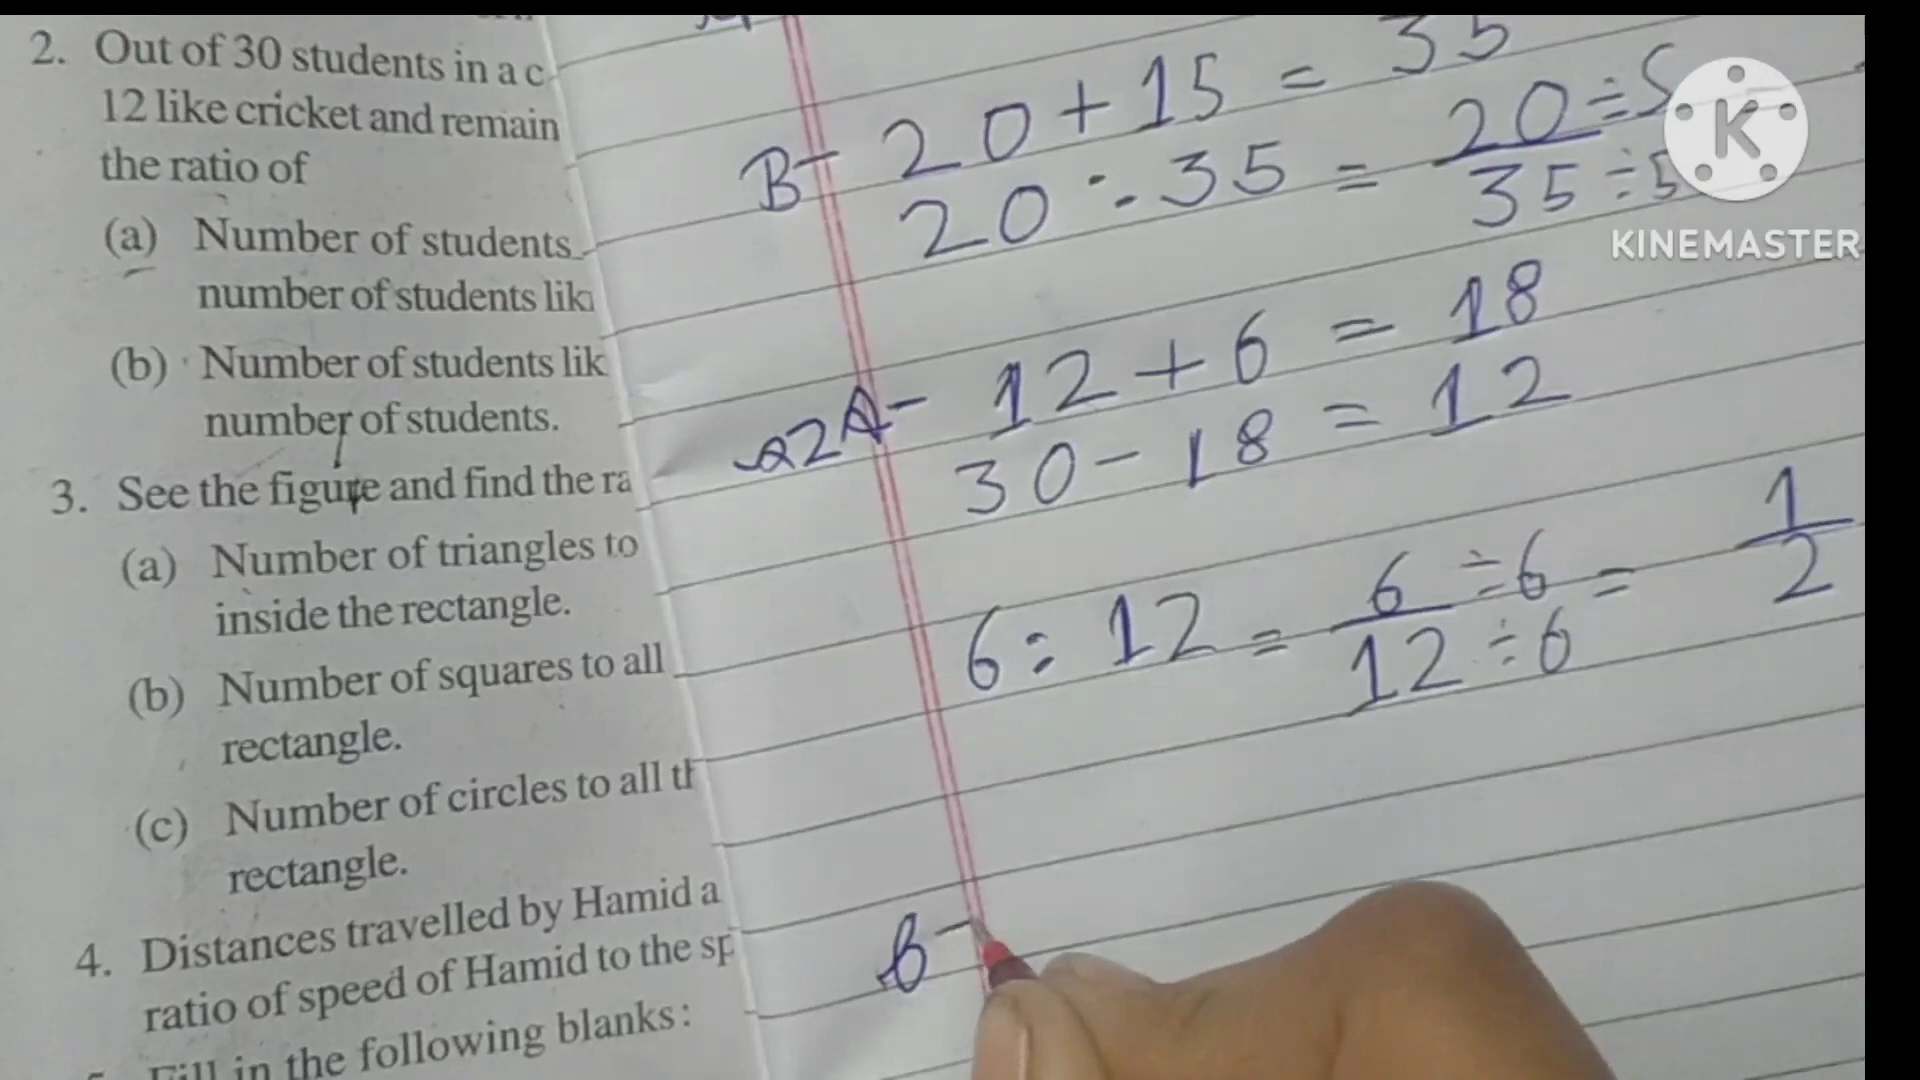 2. Out of 30 students in a c
12 like cricket and remain
the ratio of
(a) Number of students
number of students lik
(b) Number of students lik
number of students.
3. See the figure and find the ra
(a) Number of triangles to
inside the rectangle.
(b) Number of squares to all
rectangle.
(c) Number of circles to all th
rectangle.
4. Distances travelled by Hamid a
ratio of speed of Hamid to the sp
Fill in the following blanks:
B- 20 + 15 = 35
20 : 35 = 20÷5
35÷5
Q2 A- 12 + 6 = 18
30 - 18 = 12
6 : 12 = 6÷6 = 1
12÷6 2
B-
K
KINEMASTER